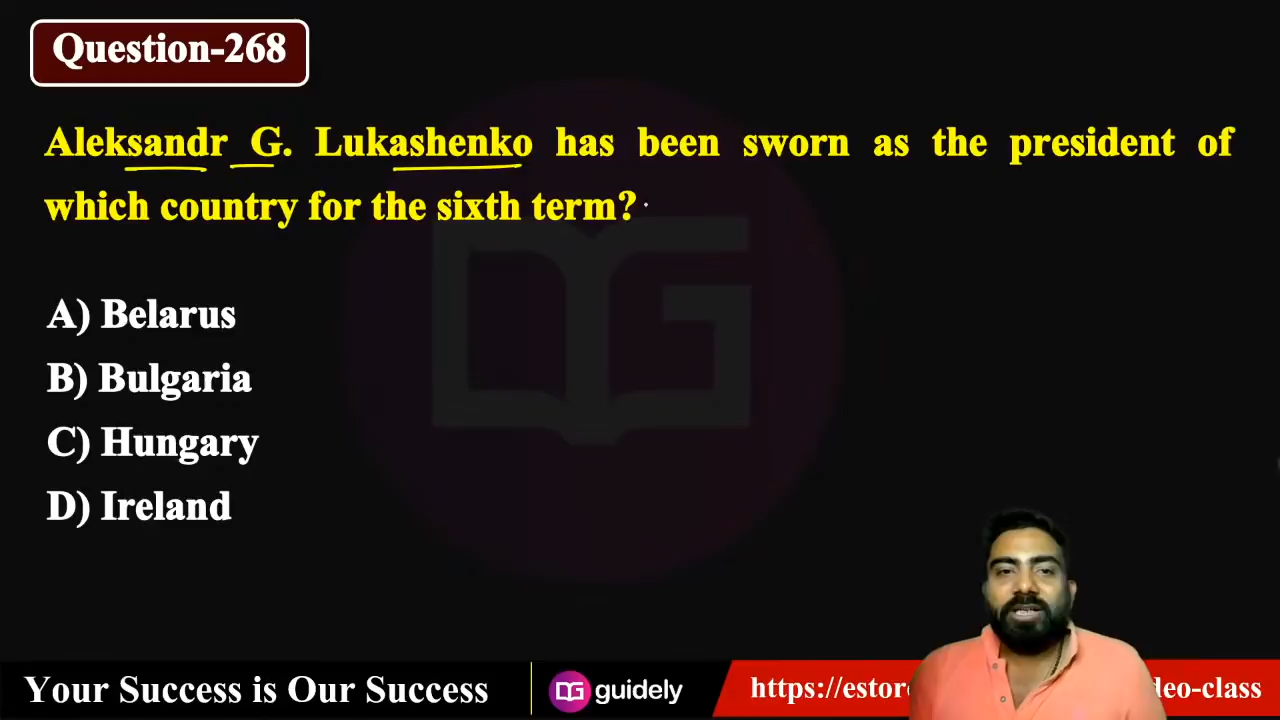 Question-268
Aleksandr G. Lukashenko has been sworn as the president of
which country for the sixth term?
A) Belarus
B) Bulgaria
C) Hungary
D) Ireland
Your Success is Our Success
guidely
https://estor
deo-class